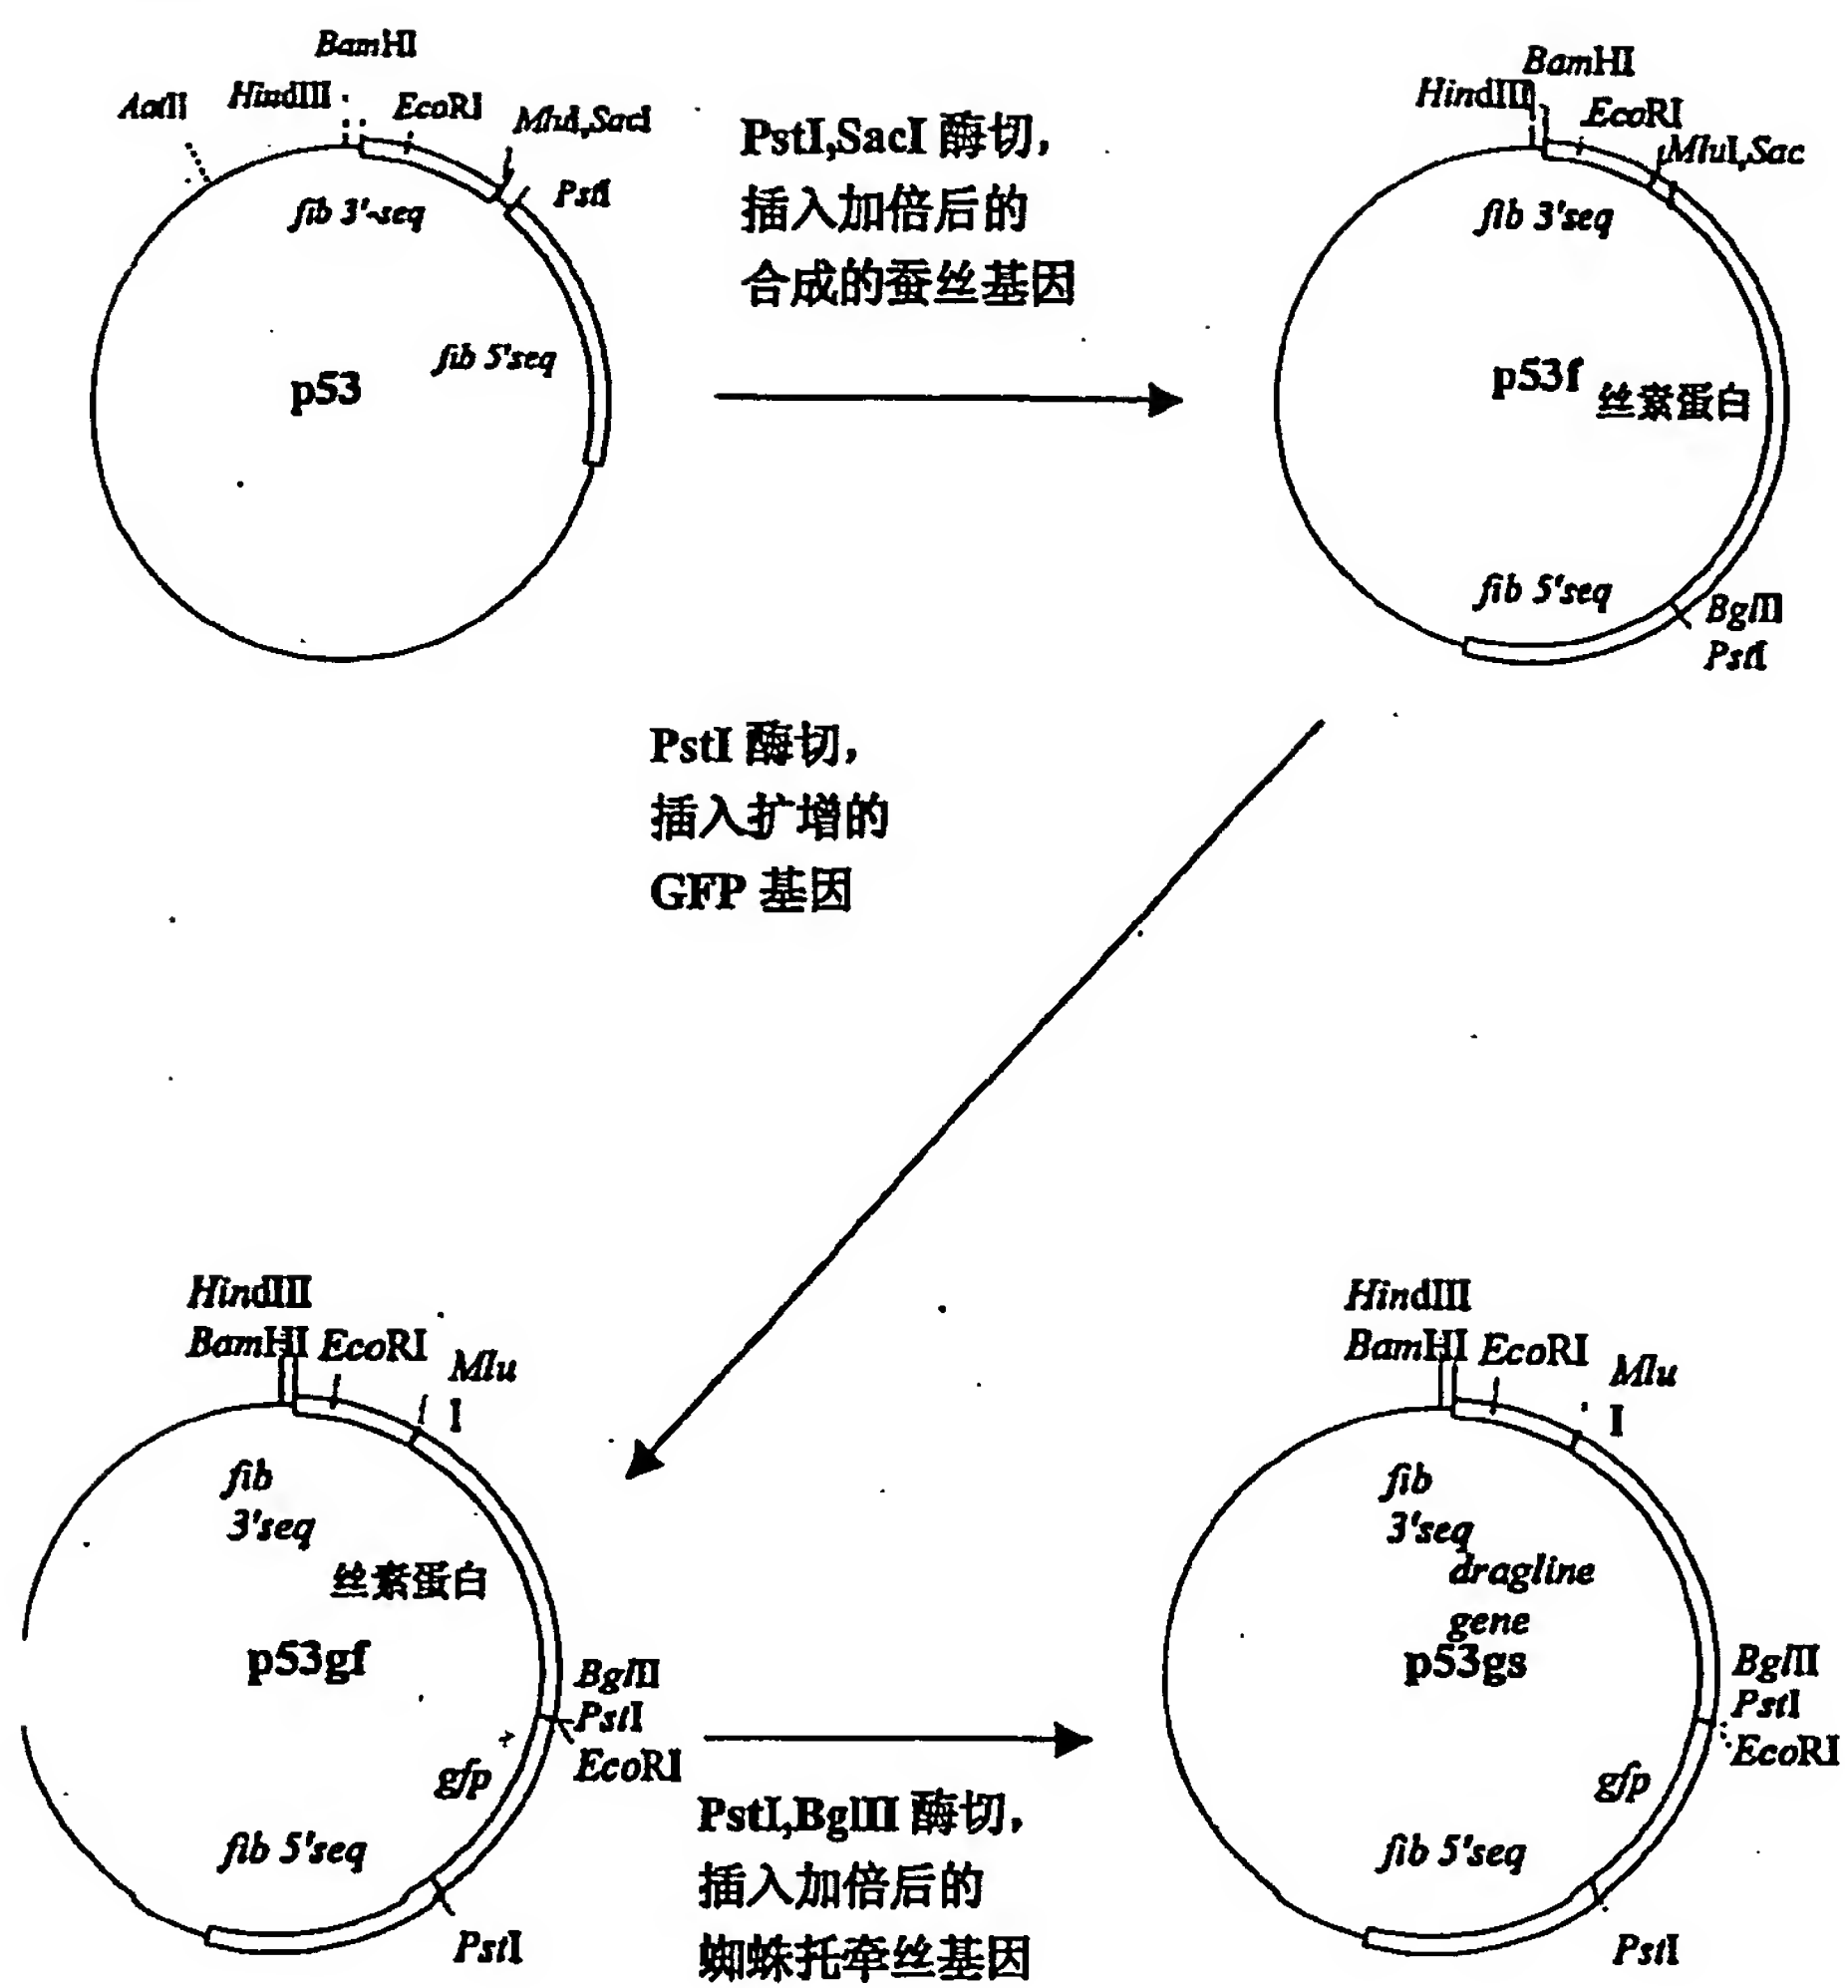 BamHI
AatII
HindIII
EcoRI
MluI,SacI
PstI
fib 3'-seq
fib 5'seq
p53
PstI,SacI 酶切，
插入加倍后的
合成的蚕丝基因
BamHI
HindIII
EcoRI
MluI,Sac
fib 3'seq
p53f
丝素蛋白
fib 5'seq
BglII
PstI
PstI 酶切，
插入扩增的
GFP 基因
HindIII
BamHI
EcoRI
Mlu
I
fib
3'seq
丝素蛋白
p53gf
BglII
PstI
EcoRI
gfp
fib 5'seq
PstI
PstI,BglII 酶切，
插入加倍后的
蜘蛛托牵丝基因
HindIII
BamHI
EcoRI
Mlu
I
fib
3'seq
dragline
gene
p53gs
BglII
PstI
EcoRI
gfp
fib 5'seq
PstI